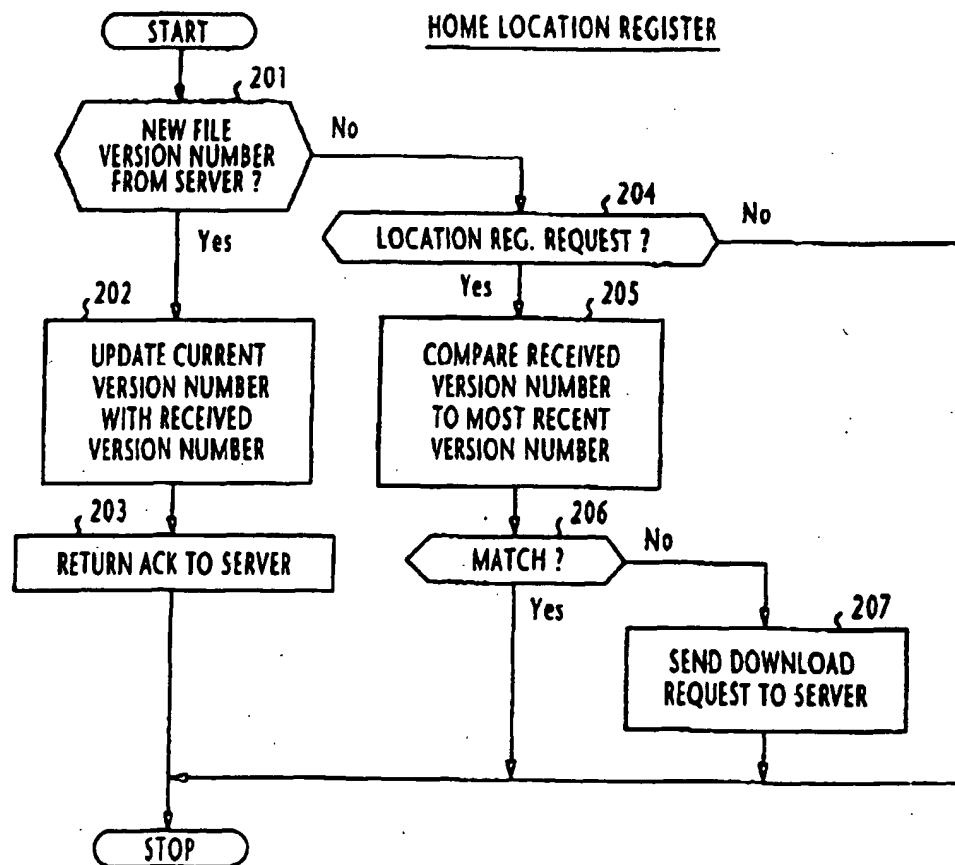 START
HOME LOCATION REGISTER
201
NEW FILE
VERSION NUMBER
FROM SERVER ?
No
Yes
204
LOCATION REG. REQUEST ?
No
Yes
202
UPDATE CURRENT
VERSION NUMBER
WITH RECEIVED
VERSION NUMBER
205
COMPARE RECEIVED
VERSION NUMBER
TO MOST RECENT
VERSION NUMBER
203
RETURN ACK TO SERVER
206
MATCH ?
No
Yes
207
SEND DOWNLOAD
REQUEST TO SERVER
STOP